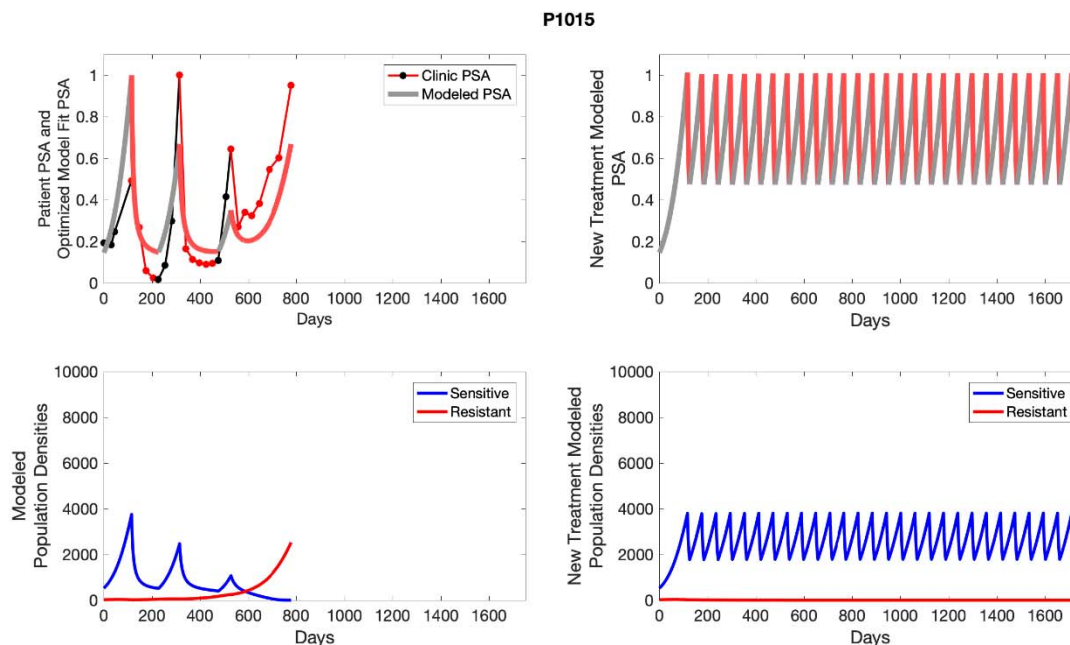 P1015
Patient PSA and
Optimized Model Fit PSA
1
0.8
0.6
0.4
0.2
0
Clinic PSA
Modeled PSA
0 200 400 600 800 1000 1200 1400 1600
Days
New Treatment Modeled
PSA
1
0.8
0.6
0.4
0.2
0
0 200 400 600 800 1000 1200 1400 1600
Days
Modeled
Population Densities
10000
8000
6000
4000
2000
0
Sensitive
Resistant
0 200 400 600 800 1000 1200 1400 1600
Days
New Treatment Modeled
Population Densities
10000
8000
6000
4000
2000
0
Sensitive
Resistant
0 200 400 600 800 1000 1200 1400 1600
Days